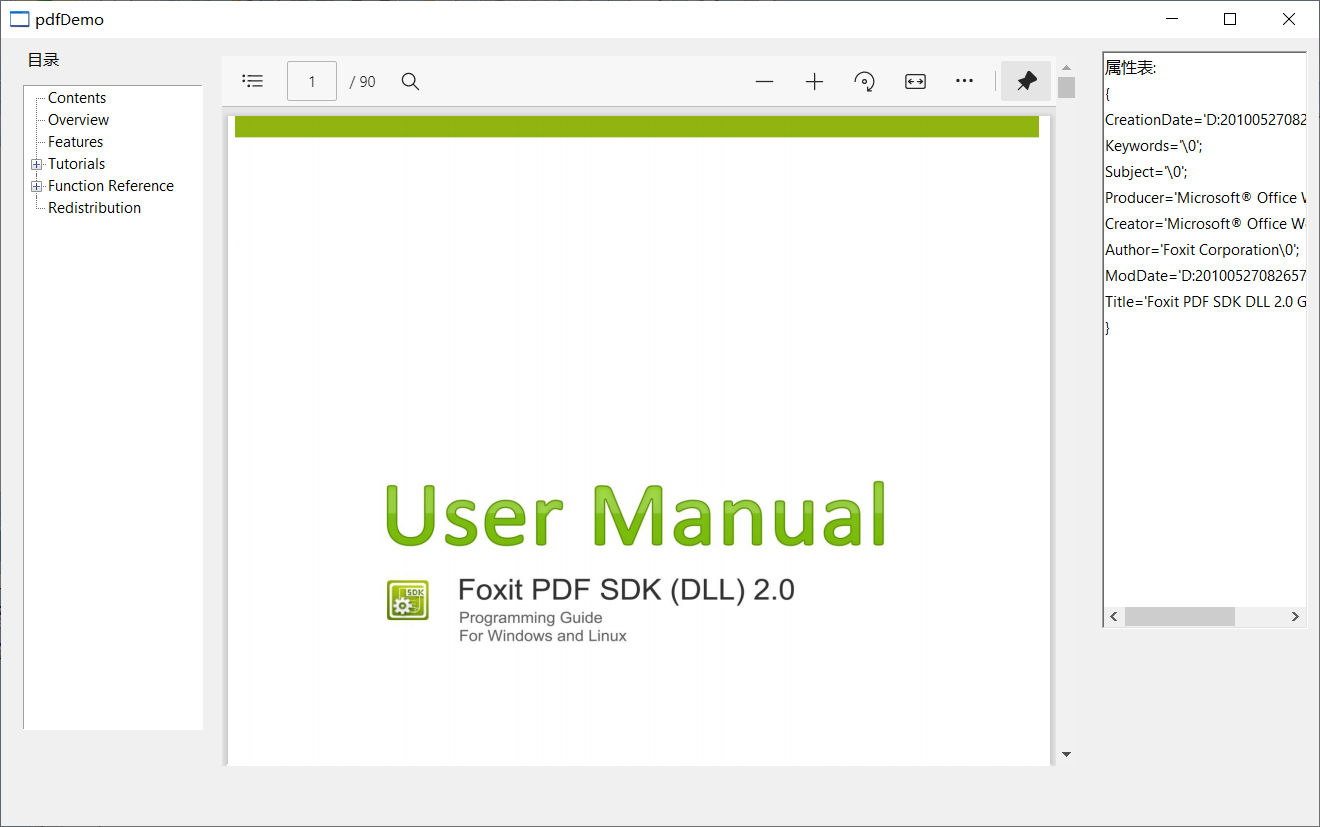 pdfDemo
目录
Contents
Overview
Features
Tutorials
Function Reference
Redistribution
1 / 90
User Manual
SDK
Foxit PDF SDK (DLL) 2.0
Programming Guide
For Windows and Linux
属性表:
{
CreationDate='D:20100527082
Keywords='\0';
Subject='\0';
Producer='Microsoft® Office
Creator='Microsoft® Office W
Author='Foxit Corporation\0';
ModDate='D:20100527082657
Title='Foxit PDF SDK DLL 2.0 G
}